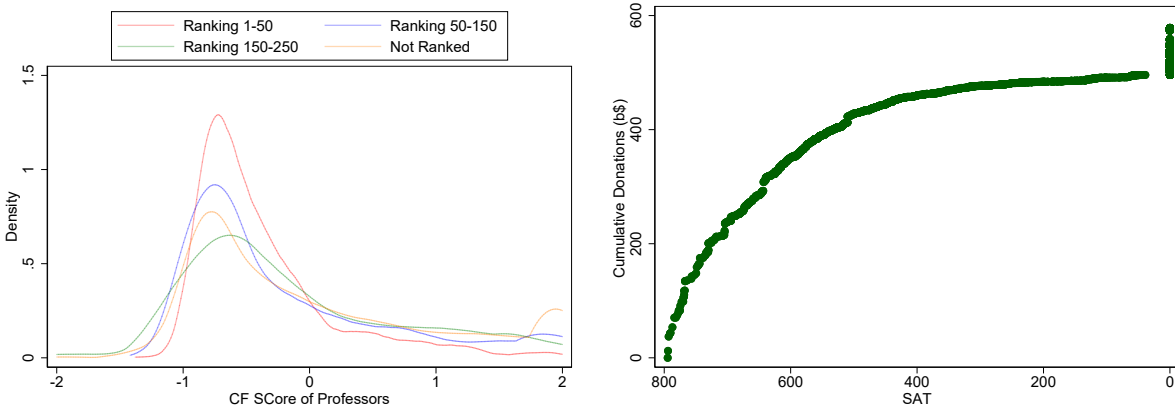 Ranking 1-50
Ranking 50-150
Ranking 150-250
Not Ranked
1.5
1
.5
0
Density
-2
-1
0
1
2
CF SCore of Professors
600
400
200
0
Cumulative Donations (b$)
800
600
400
200
0
SAT